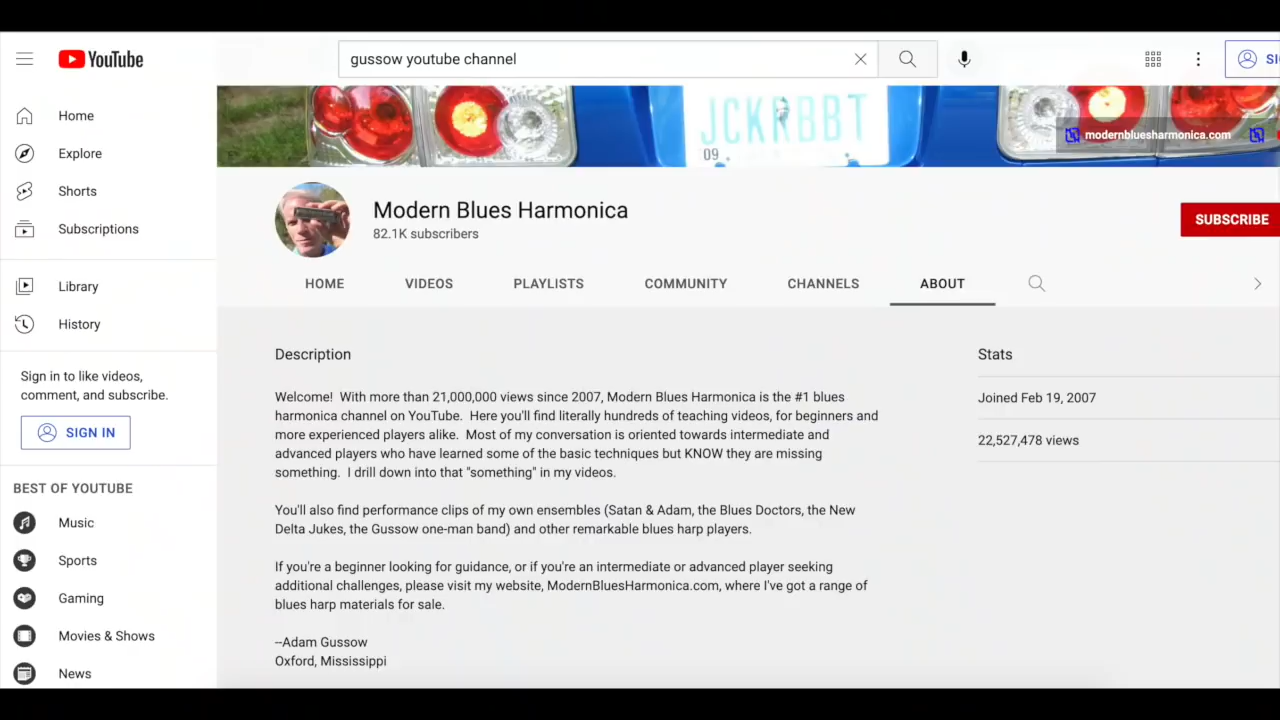 YouTube
gussow youtube channel
SI
Home
Explore
Shorts
Subscriptions
Library
History
Sign in to like videos,
comment, and subscribe.
SIGN IN
BEST OF YOUTUBE
Music
Sports
Gaming
Movies & Shows
News
JCKRBBT
09
modernbluesharmonica.com
Modern Blues Harmonica
82.1K subscribers
SUBSCRIBE
HOME VIDEOS PLAYLISTS COMMUNITY CHANNELS ABOUT
Description
Welcome!  With more than 21,000,000 views since 2007, Modern Blues Harmonica is the #1 blues
harmonica channel on YouTube.  Here you'll find literally hundreds of teaching videos, for beginners and
more experienced players alike.  Most of my conversation is oriented towards intermediate and
advanced players who have learned some of the basic techniques but KNOW they are missing
something.  I drill down into that "something" in my videos.
You'll also find performance clips of my own ensembles (Satan & Adam, the Blues Doctors, the New
Delta Jukes, the Gussow one-man band) and other remarkable blues harp players.
If you're a beginner looking for guidance, or if you're an intermediate or advanced player seeking
additional challenges, please visit my website, ModernBluesHarmonica.com, where I've got a range of
blues harp materials for sale.
--Adam Gussow
Oxford, Mississippi
Stats
Joined Feb 19, 2007
22,527,478 views